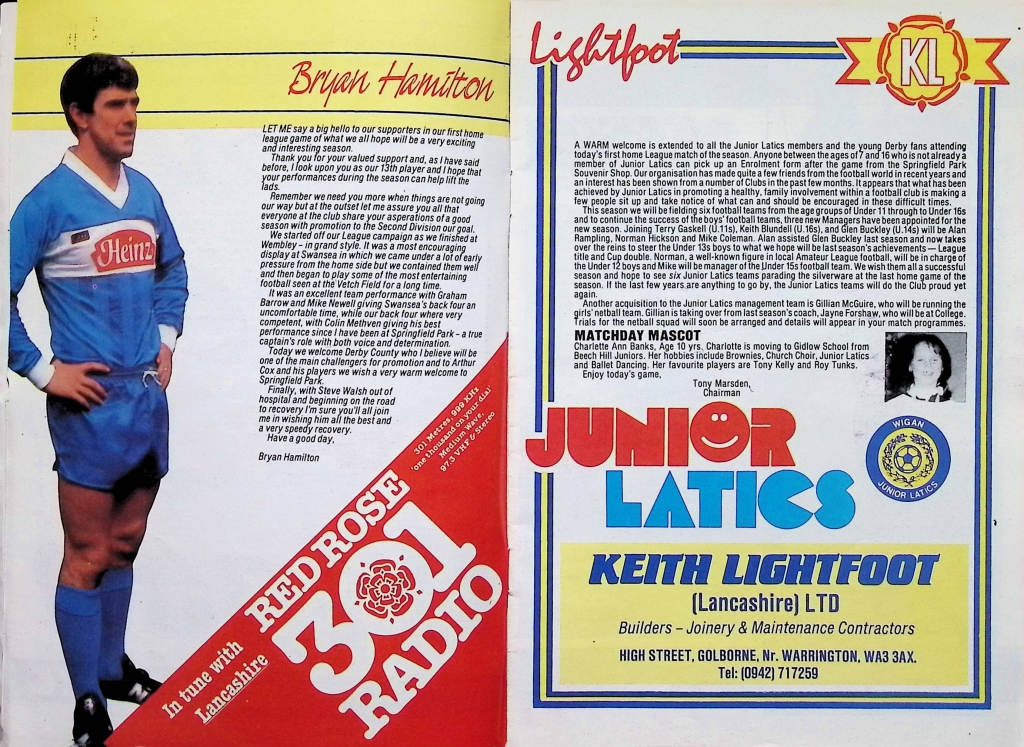 Bryan Hamilton
LET ME say a big hello to our supporters in our first home
league game of what we all hope will be a very exciting
and interesting season.
Thank you for your valued support and, as I have said
before, I look upon you as our 13th player and I hope that
your performances during the season can help lift the
lads.
Remember we need you more when things are not going
our way but at the outset let me assure you all that
everyone at the club share your asperations of a good
season with promotion to the Second Division our goal.
We started off our League campaign as we finished at
Wembley – in grand style. It was a most encouraging
display at Swansea in which we came under a lot of early
pressure from the home side but we contained them well
and then began to play some of the most entertaining
football seen at the Vetch Field for a long time.
It was an excellent team performance with Graham
Barrow and Mike Newell giving Swansea's back four an
uncomfortable time, while our back four where very
competent, with Colin Methven giving his best
performance since I have been at Springfield Park – a true
captain's role with both voice and determination.
Today we welcome Derby County who I believe will be
one of the main challengers for promotion and to Arthur
Cox and his players we wish a very warm welcome to
Springfield Park.
Finally, with Steve Walsh out of
hospital and beginning on the road
to recovery I'm sure you'll all join
me in wishing him all the best and
a very speedy recovery.
Have a good day,
Bryan Hamilton
Heinz
301 Metres, 999 KHz
'one thousand on your dial'
Medium Wave,
97.3 VHF & Stereo
RED ROSE
301
RADIO
In tune with
Lancashire
Lightfoot
KL
A WARM welcome is extended to all the Junior Latics members and the young Derby fans attending
today's first home League match of the season. Anyone between the ages of 7 and 16 who is not already a
member of Junior Latics can pick up an Enrolment form after the game from the Springfield Park
Souvenir Shop. Our organisation has made quite a few friends from the football world in recent years and
an interest has been shown from a number of Clubs in the past few months. It appears that what has been
achieved by Junior Latics in promoting a healthy, family involvement within a football club is making a
few people sit up and take notice of what can and should be encouraged in these difficult times.
This season we will be fielding six football teams from the age groups of Under 11 through to Under 16s
and to continue the success of the boys' football teams, three new Managers have been appointed for the
new season. Joining Terry Gaskell (U.11s), Keith Blundell (U.16s), and Glen Buckley (U.14s) will be Alan
Rampling, Norman Hickson and Mike Coleman. Alan assisted Glen Buckley last season and now takes
over the reins to steer the Under 13s boys to what we hope will be last season's achievements — League
title and Cup double. Norman, a well-known figure in local Amateur League football, will be in charge of
the Under 12 boys and Mike will be manager of the Under 15s football team. We wish them all a successful
season and hope to see six Junior Latics teams parading the silverware at the last home game of the
season. If the last few years are anything to go by, the Junior Latics teams will do the Club proud yet
again.
Another acquisition to the Junior Latics management team is Gillian McGuire, who will be running the
girls' netball team. Gillian is taking over from last season's coach, Jayne Forshaw, who will be at College.
Trials for the netball squad will soon be arranged and details will appear in your match programmes.
MATCHDAY MASCOT
Charlette Ann Banks, Age 10 yrs. Charlotte is moving to Gidlow School from
Beech Hill Juniors. Her hobbies include Brownies, Church Choir, Junior Latics
and Ballet Dancing. Her favourite players are Tony Kelly and Roy Tunks.
Enjoy today's game,
Tony Marsden,
Chairman
JUNIOR
LATICS
WIGAN
JUNIOR LATICS
KEITH LIGHTFOOT
(Lancashire) LTD
Builders – Joinery & Maintenance Contractors
HIGH STREET, GOLBORNE, Nr. WARRINGTON, WA3 3AX.
Tel: (0942) 717259